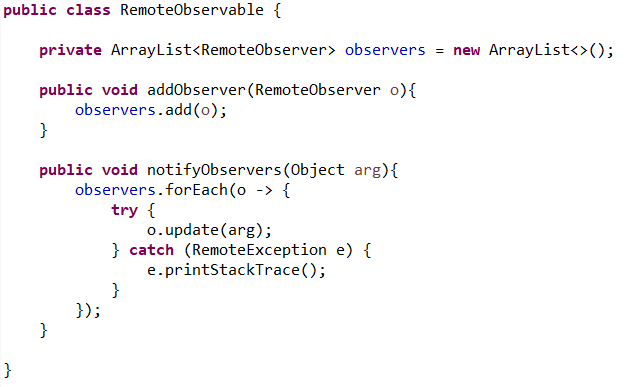 public class RemoteObservable {
    private ArrayList<RemoteObserver> observers = new ArrayList<>();
    public void addObserver(RemoteObserver o){
        observers.add(o);
    }
    public void notifyObservers(Object arg){
        observers.forEach(o -> {
            try {
                o.update(arg);
            } catch (RemoteException e) {
                e.printStackTrace();
            }
        });
    }
}